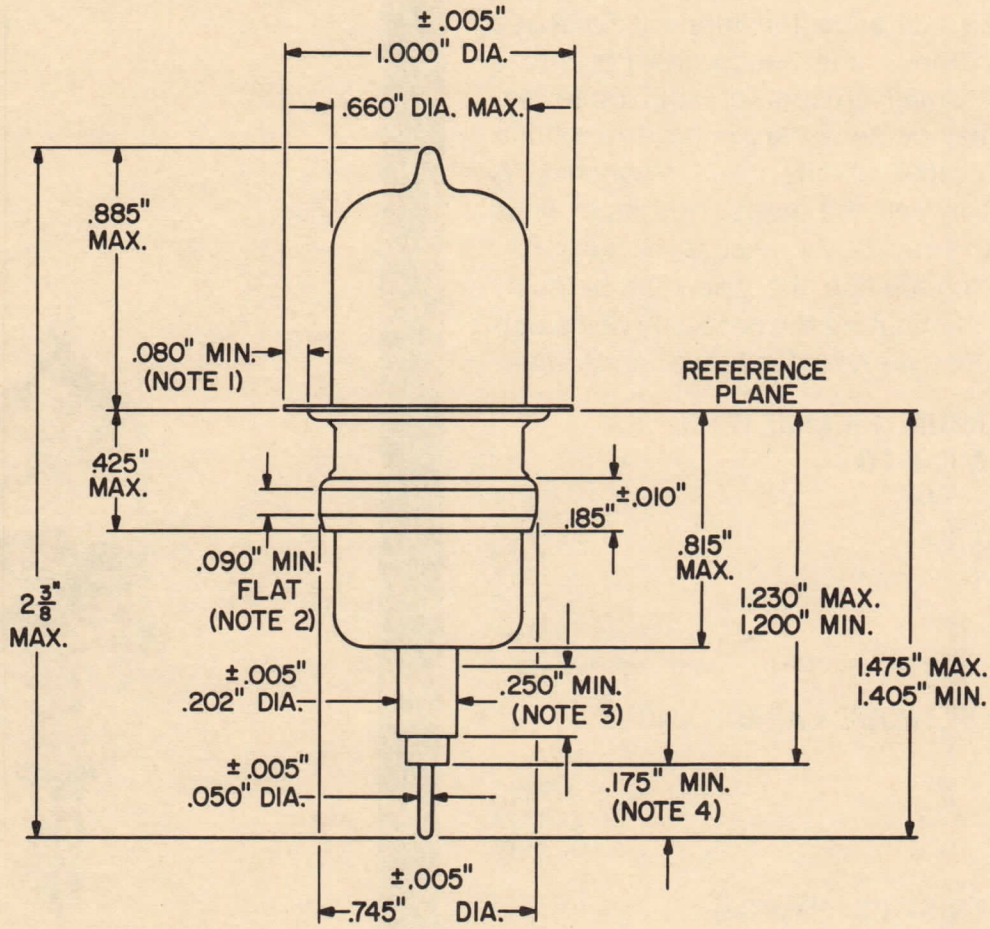 ±.005"
1.000" DIA.
.660" DIA. MAX.
.885"
MAX.
.080" MIN.
(NOTE 1)
REFERENCE
PLANE
.425"
MAX.
±.010"
.185"
.090" MIN.
FLAT
(NOTE 2)
.815"
MAX.
2 3/8"
MAX.
1.230" MAX.
1.200" MIN.
1.475" MAX.
1.405" MIN.
±.005"
.202" DIA.
.250" MIN.
(NOTE 3)
±.005"
.050" DIA.
.175" MIN.
(NOTE 4)
±.005"
.745" DIA.